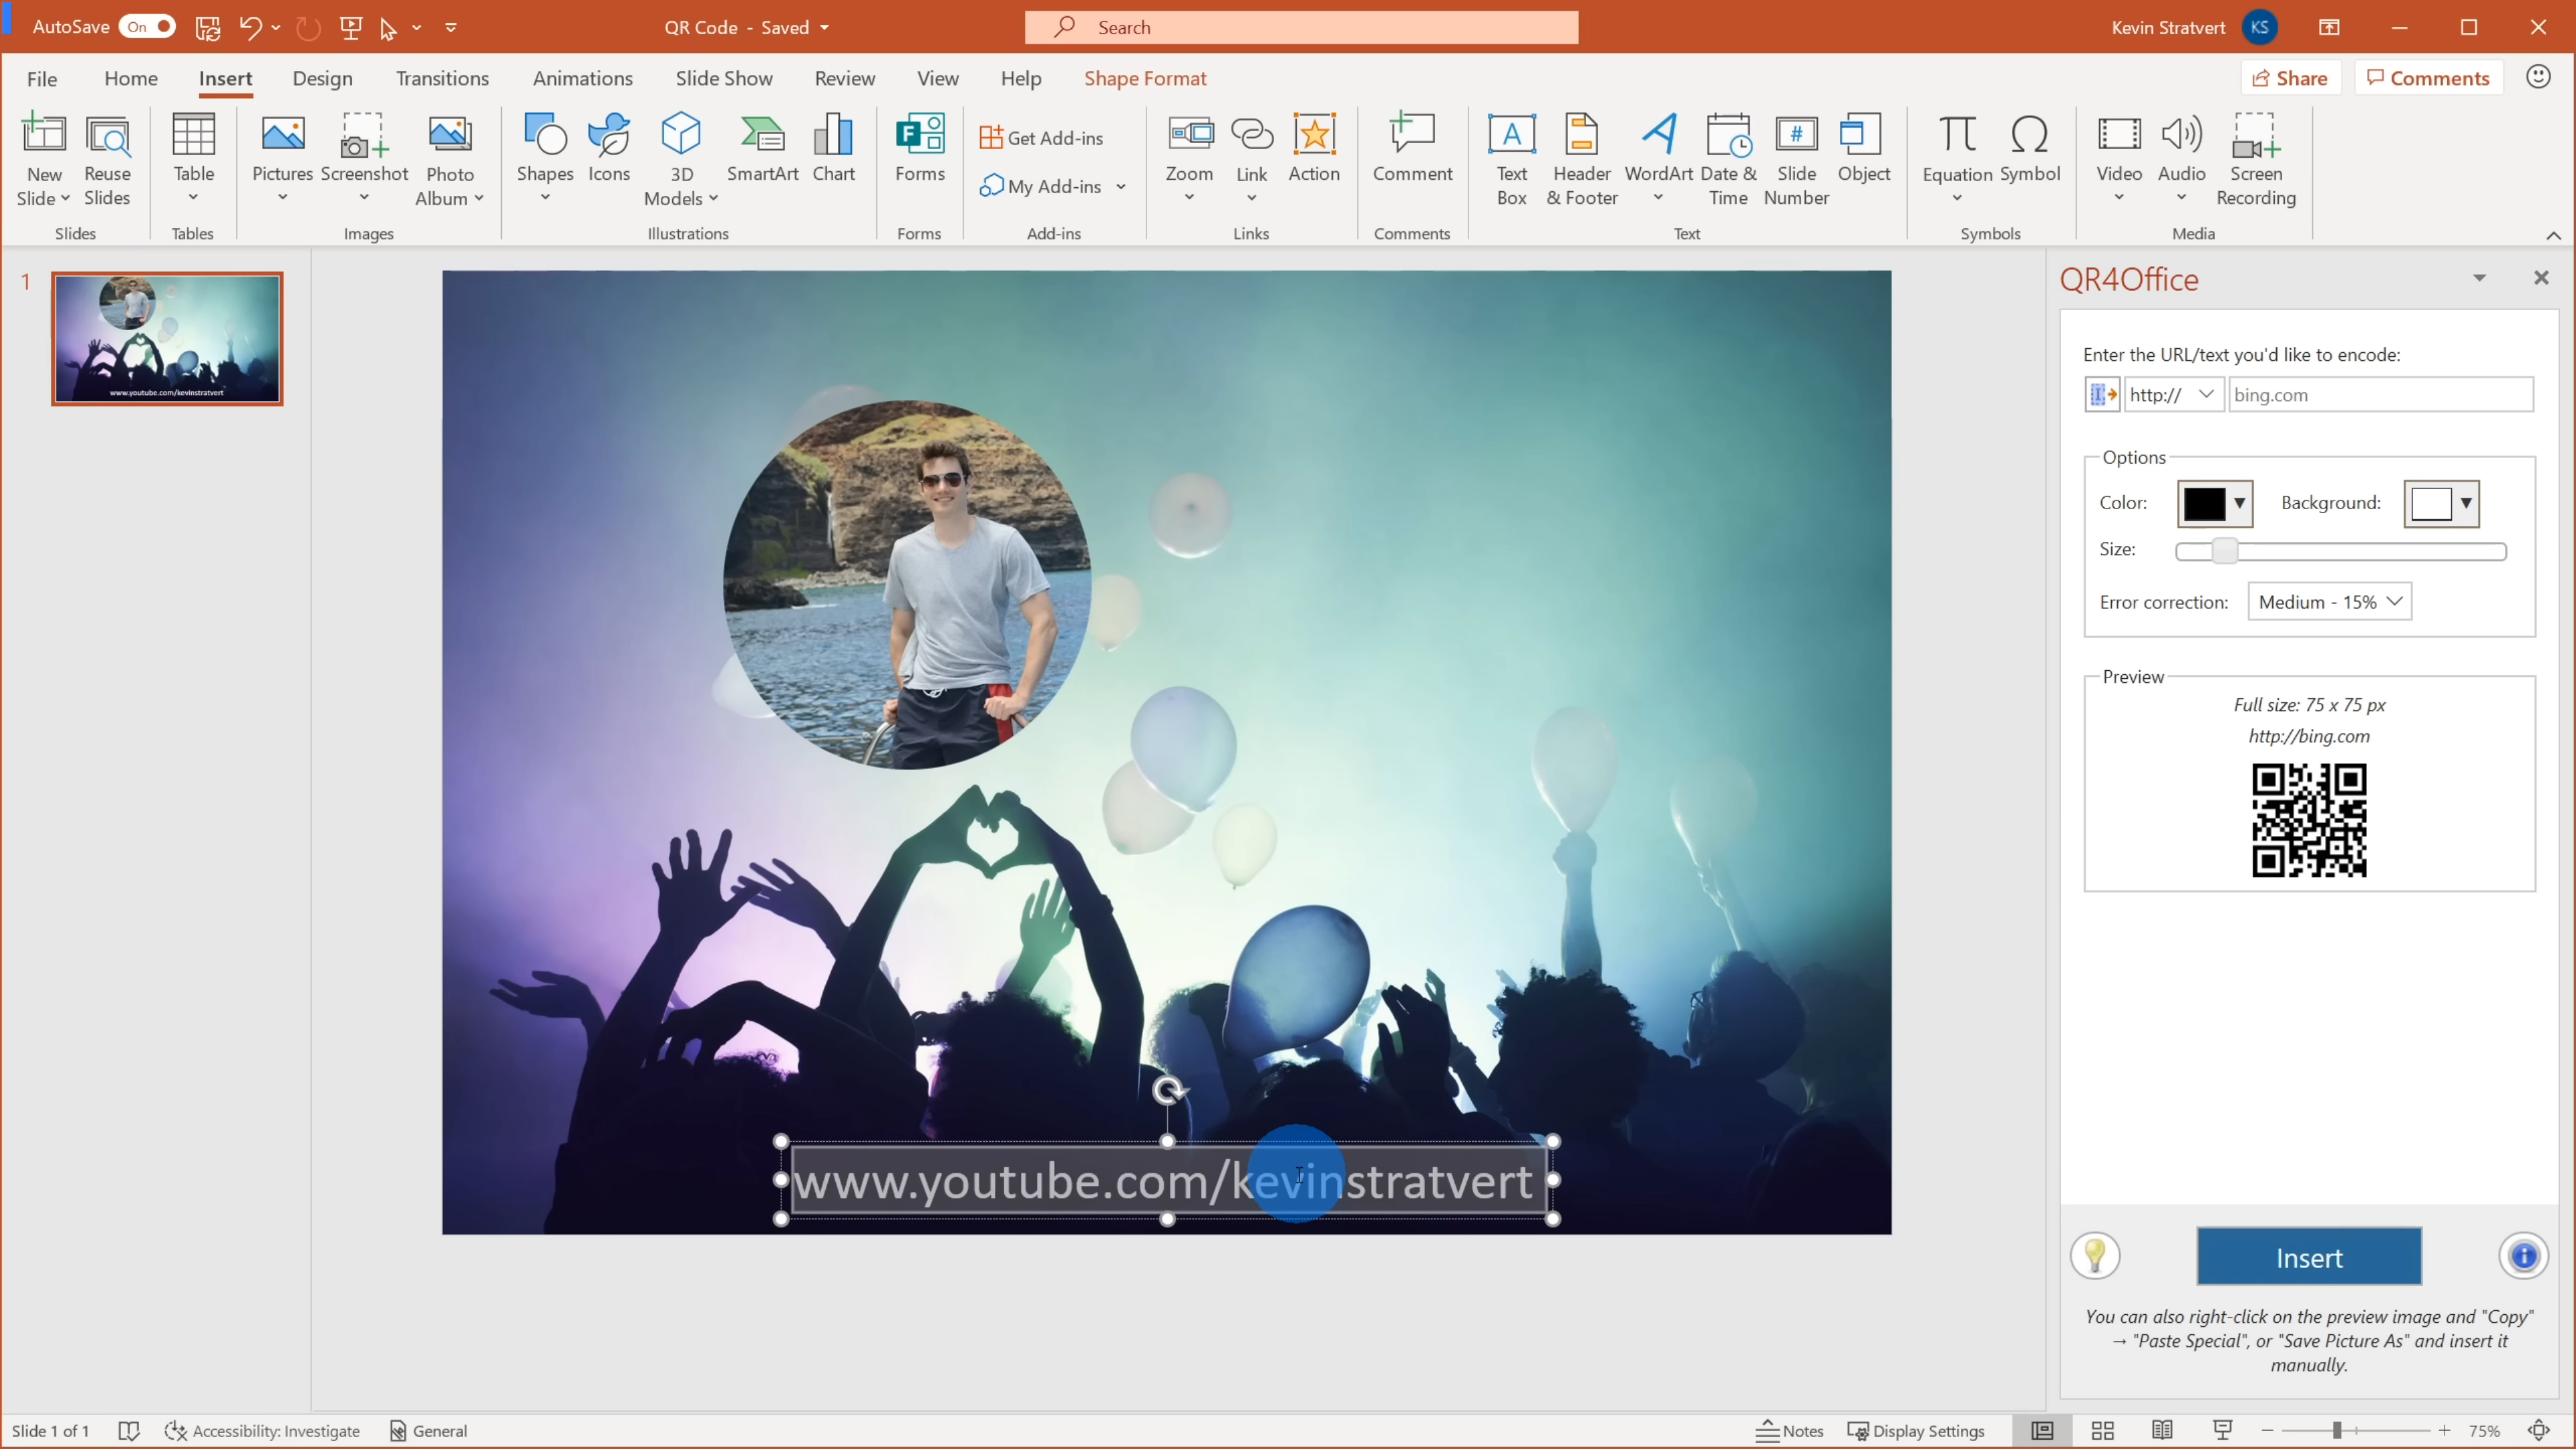 AutoSave On
QR Code - Saved
Search
Kevin Stratvert KS
File Home Insert Design Transitions Animations Slide Show Review View Help Shape Format
Share Comments
New Slide
Reuse Slides
Slides
Table
Tables
Pictures
Screenshot
Photo Album
Images
Shapes
Icons
3D Models
SmartArt
Chart
Illustrations
Forms
Forms
Get Add-ins
My Add-ins
Add-ins
Zoom
Link
Action
Links
Comment
Comments
Text Box
Header & Footer
WordArt
Date & Time
Slide Number
Object
Text
Equation
Symbol
Symbols
Video
Audio
Screen Recording
Media
1
www.youtube.com/kevinstratvert
www.youtube.com/kevinstratvert
QR4Office
Enter the URL/text you'd like to encode:
http:// bing.com
Options
Color: Background:
Size:
Error correction: Medium - 15%
Preview
Full size: 75 x 75 px
http://bing.com
Insert
You can also right-click on the preview image and "Copy"
→ "Paste Special", or "Save Picture As" and insert it
manually.
Slide 1 of 1 Accessibility: Investigate General
Notes Display Settings 75%